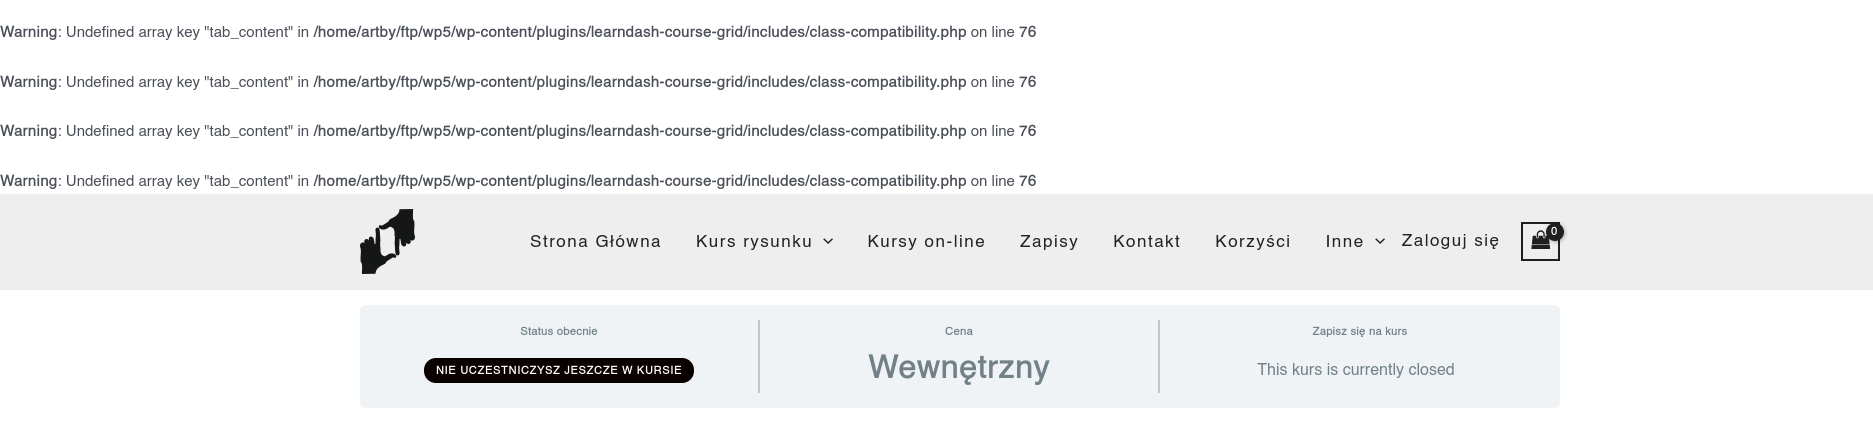 Warning: Undefined array key "tab_content" in /home/artby/ftp/wp5/wp-content/plugins/learndash-course-grid/includes/class-compatibility.php on line 76
Warning: Undefined array key "tab_content" in /home/artby/ftp/wp5/wp-content/plugins/learndash-course-grid/includes/class-compatibility.php on line 76
Warning: Undefined array key "tab_content" in /home/artby/ftp/wp5/wp-content/plugins/learndash-course-grid/includes/class-compatibility.php on line 76
Warning: Undefined array key "tab_content" in /home/artby/ftp/wp5/wp-content/plugins/learndash-course-grid/includes/class-compatibility.php on line 76
Strona Główna Kurs rysunku Kursy on-line Zapisy Kontakt Korzyści Inne Zaloguj się 0
Status obecnie
NIE UCZESTNICZYSZ JESZCZE W KURSIE
Cena
Wewnętrzny
Zapisz się na kurs
This kurs is currently closed